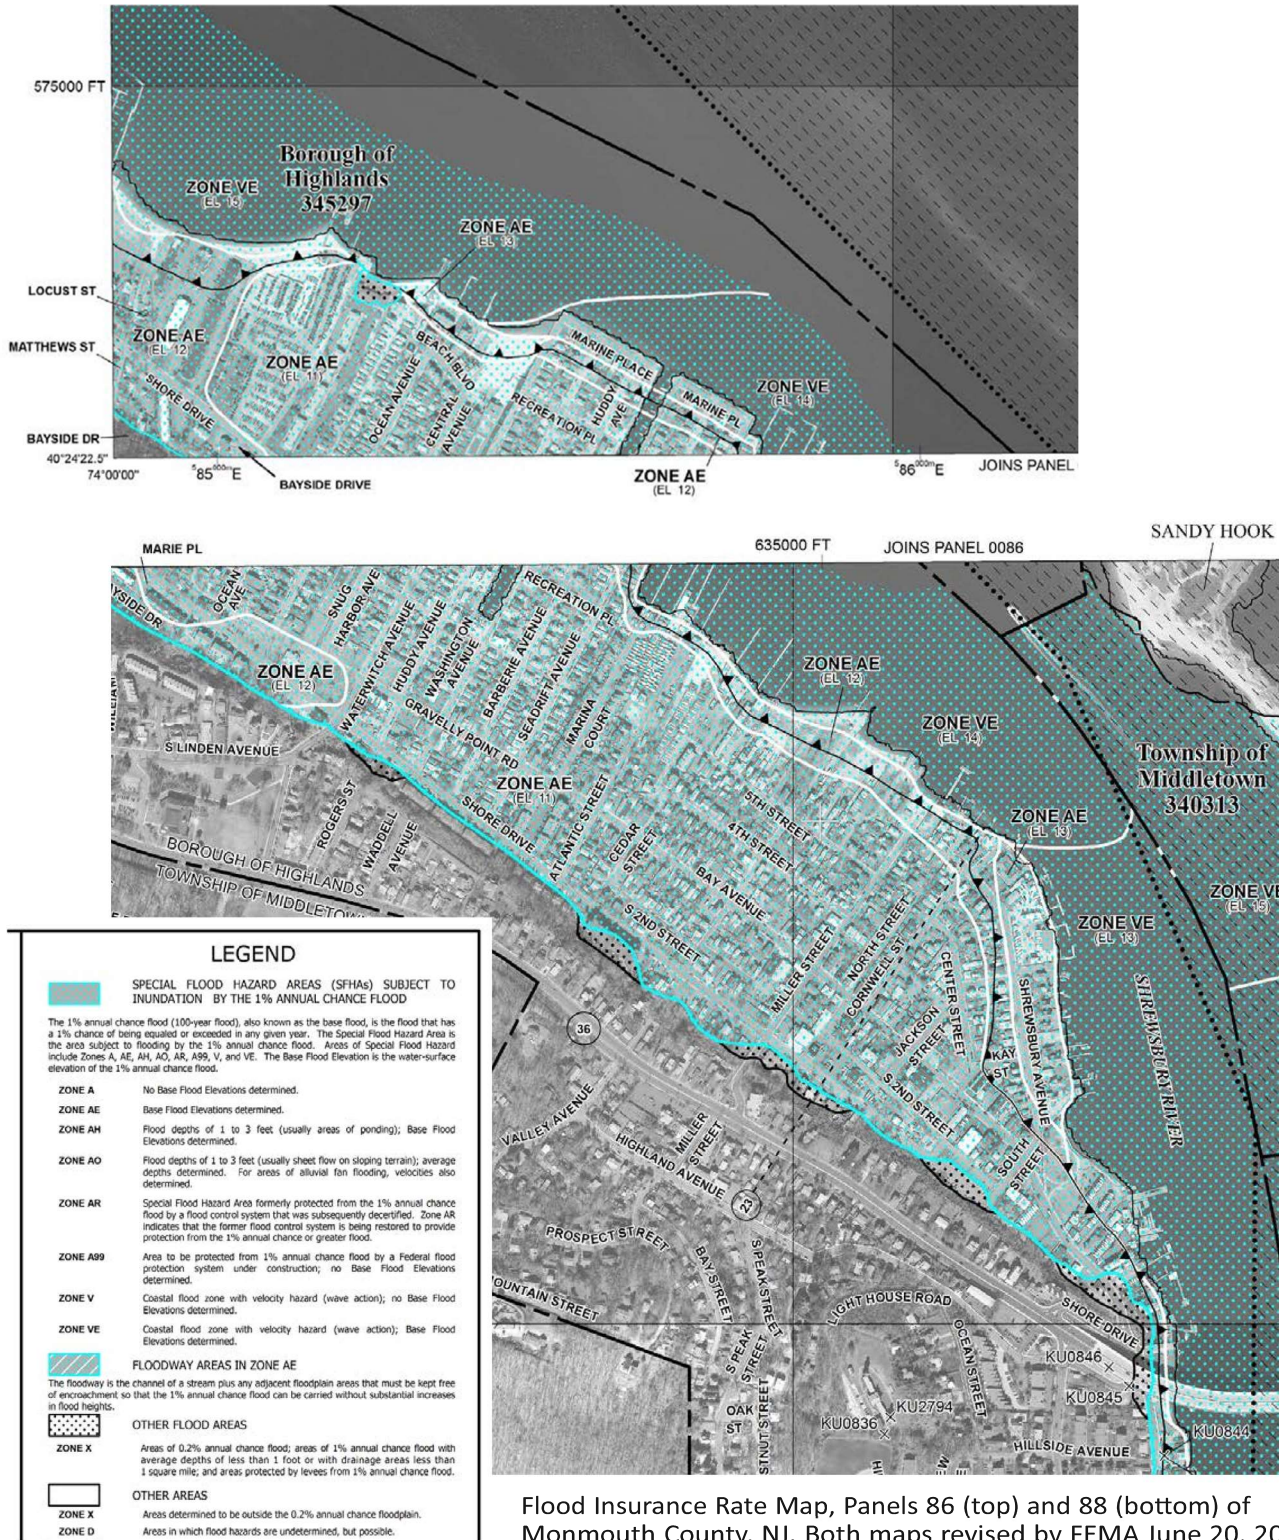 575000 FT
Borough of
Highlands
345297
ZONE VE
(EL 15)
ZONE AE
(EL 13)
LOCUST ST
ZONE AE
(EL 12)
MATTHEWS ST
ZONE AE
(EL 11)
SHORE DRIVE
OCEAN AVENUE
BEACH BLVD
CENTRAL
AVENUE
MARINE PLACE
HUDDY
AVE
RECREATION PL
MARINE PL
ZONE VE
(EL 14)
BAYSIDE DR
40°24'22.5"
74°00'00"
585000mE
BAYSIDE DRIVE
ZONE AE
(EL 12)
586000mE
JOINS PANEL
SANDY HOOK
MARIE PL
635000 FT
JOINS PANEL 0086
YSIDE DR
OCEAN
AVE
SNUG
HARBOR AVE
WATERWITCH AVENUE
HUDDY AVENUE
WASHINGTON
AVENUE
RECREATION PL
BARBERIE AVENUE
SEADRIFT AVENUE
MARINA
COURT
ZONE AE
(EL 12)
GRAVELLY POINT RD
ZONE AE
(EL 12)
ZONE VE
(EL 14)
Township of
Middletown
340313
S LINDEN AVENUE
ZONE AE
(EL 11)
SHORE DRIVE
ATLANTIC STREET
ROGERS ST
WADDELL
AVENUE
CEDAR
STREET
5TH STREET
4TH STREET
BAY AVENUE
ZONE AE
(EL 13)
BOROUGH OF HIGHLANDS
TOWNSHIP OF MIDDLETOWN
S 2ND STREET
MILLER STREET
NORTH STREET
CORNWELL ST
CENTER STREET
JACKSON
STREET
SHREWSBURY AVENUE
KAY
ST
ZONE VE
(EL 13)
ZONE VE
(EL 15)
SHREWSBURY RIVER
36
VALLEY AVENUE
MILLER
STREET
HIGHLAND AVENUE
S 2ND STREET
SOUTH
STREET
23
PROSPECT STREET
BAY STREET
S PEAK STREET
OUNTAIN STREET
LIGHT HOUSE ROAD
OCEAN STREET
SHORE DRIVE
S PEAK
STREET
OAK
ST
STNUT STREET
KU0846
KU0845
KU2794
KU0836
KU0844
HILLSIDE AVENUE
LEGEND
SPECIAL FLOOD HAZARD AREAS (SFHAs) SUBJECT TO
INUNDATION BY THE 1% ANNUAL CHANCE FLOOD
The 1% annual chance flood (100-year flood), also known as the base flood, is the flood that has
a 1% chance of being equaled or exceeded in any given year. The Special Flood Hazard Area is
the area subject to flooding by the 1% annual chance flood. Areas of Special Flood Hazard
include Zones A, AE, AH, AO, AR, A99, V, and VE. The Base Flood Elevation is the water-surface
elevation of the 1% annual chance flood.
ZONE A No Base Flood Elevations determined.
ZONE AE Base Flood Elevations determined.
ZONE AH Flood depths of 1 to 3 feet (usually areas of ponding); Base Flood
Elevations determined.
ZONE AO Flood depths of 1 to 3 feet (usually sheet flow on sloping terrain); average
depths determined. For areas of alluvial fan flooding, velocities also
determined.
ZONE AR Special Flood Hazard Area formerly protected from the 1% annual chance
flood by a flood control system that was subsequently decertified. Zone AR
indicates that the former flood control system is being restored to provide
protection from the 1% annual chance or greater flood.
ZONE A99 Area to be protected from 1% annual chance flood by a Federal flood
protection system under construction; no Base Flood Elevations
determined.
ZONE V Coastal flood zone with velocity hazard (wave action); no Base Flood
Elevations determined.
ZONE VE Coastal flood zone with velocity hazard (wave action); Base Flood
Elevations determined.
FLOODWAY AREAS IN ZONE AE
The floodway is the channel of a stream plus any adjacent floodplain areas that must be kept free
of encroachment so that the 1% annual chance flood can be carried without substantial increases
in flood heights.
OTHER FLOOD AREAS
ZONE X Areas of 0.2% annual chance flood; areas of 1% annual chance flood with
average depths of less than 1 foot or with drainage areas less than
1 square mile; and areas protected by levees from 1% annual chance flood.
OTHER AREAS
ZONE X Areas determined to be outside the 0.2% annual chance floodplain.
ZONE D Areas in which flood hazards are undetermined, but possible.
Flood Insurance Rate Map, Panels 86 (top) and 88 (bottom) of
Monmouth County, NJ. Both maps revised by FEMA June 20, 20